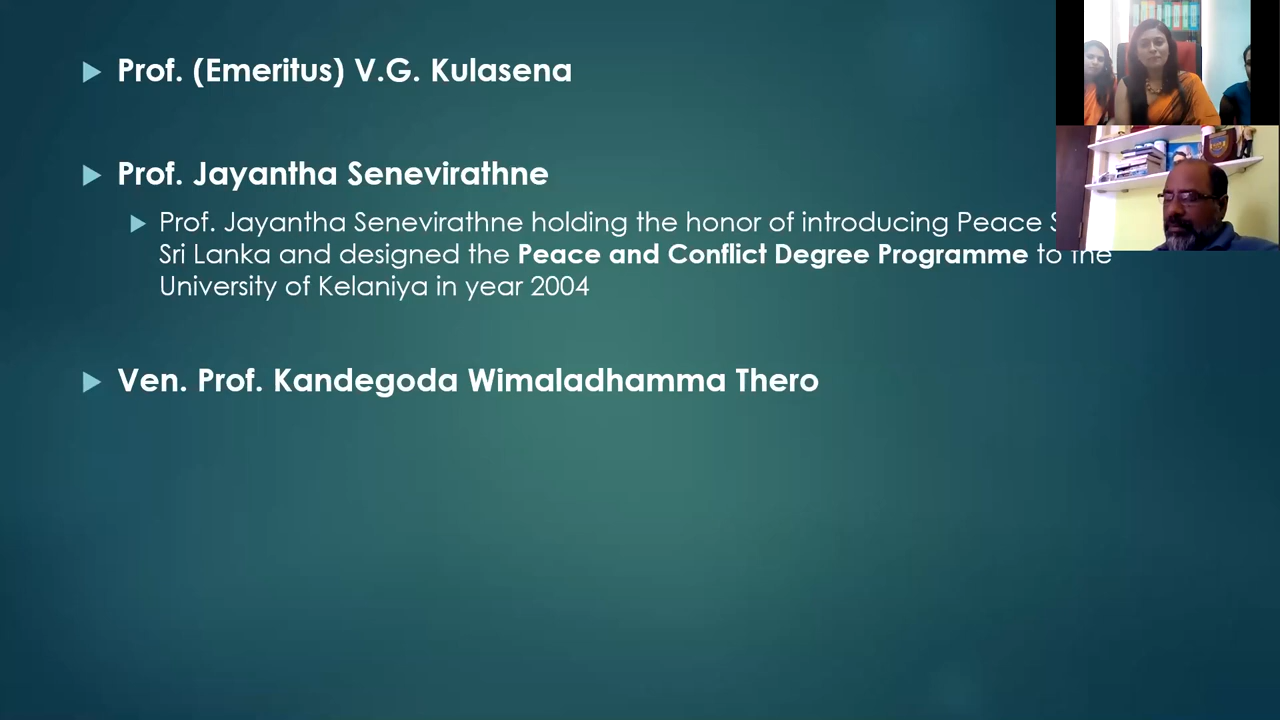 Prof. (Emeritus) V.G. Kulasena
Prof. Jayantha Senevirathne
Prof. Jayantha Senevirathne holding the honor of introducing Peace
Sri Lanka and designed the Peace and Conflict Degree Programme to the
University of Kelaniya in year 2004
Ven. Prof. Kandegoda Wimaladhamma Thero